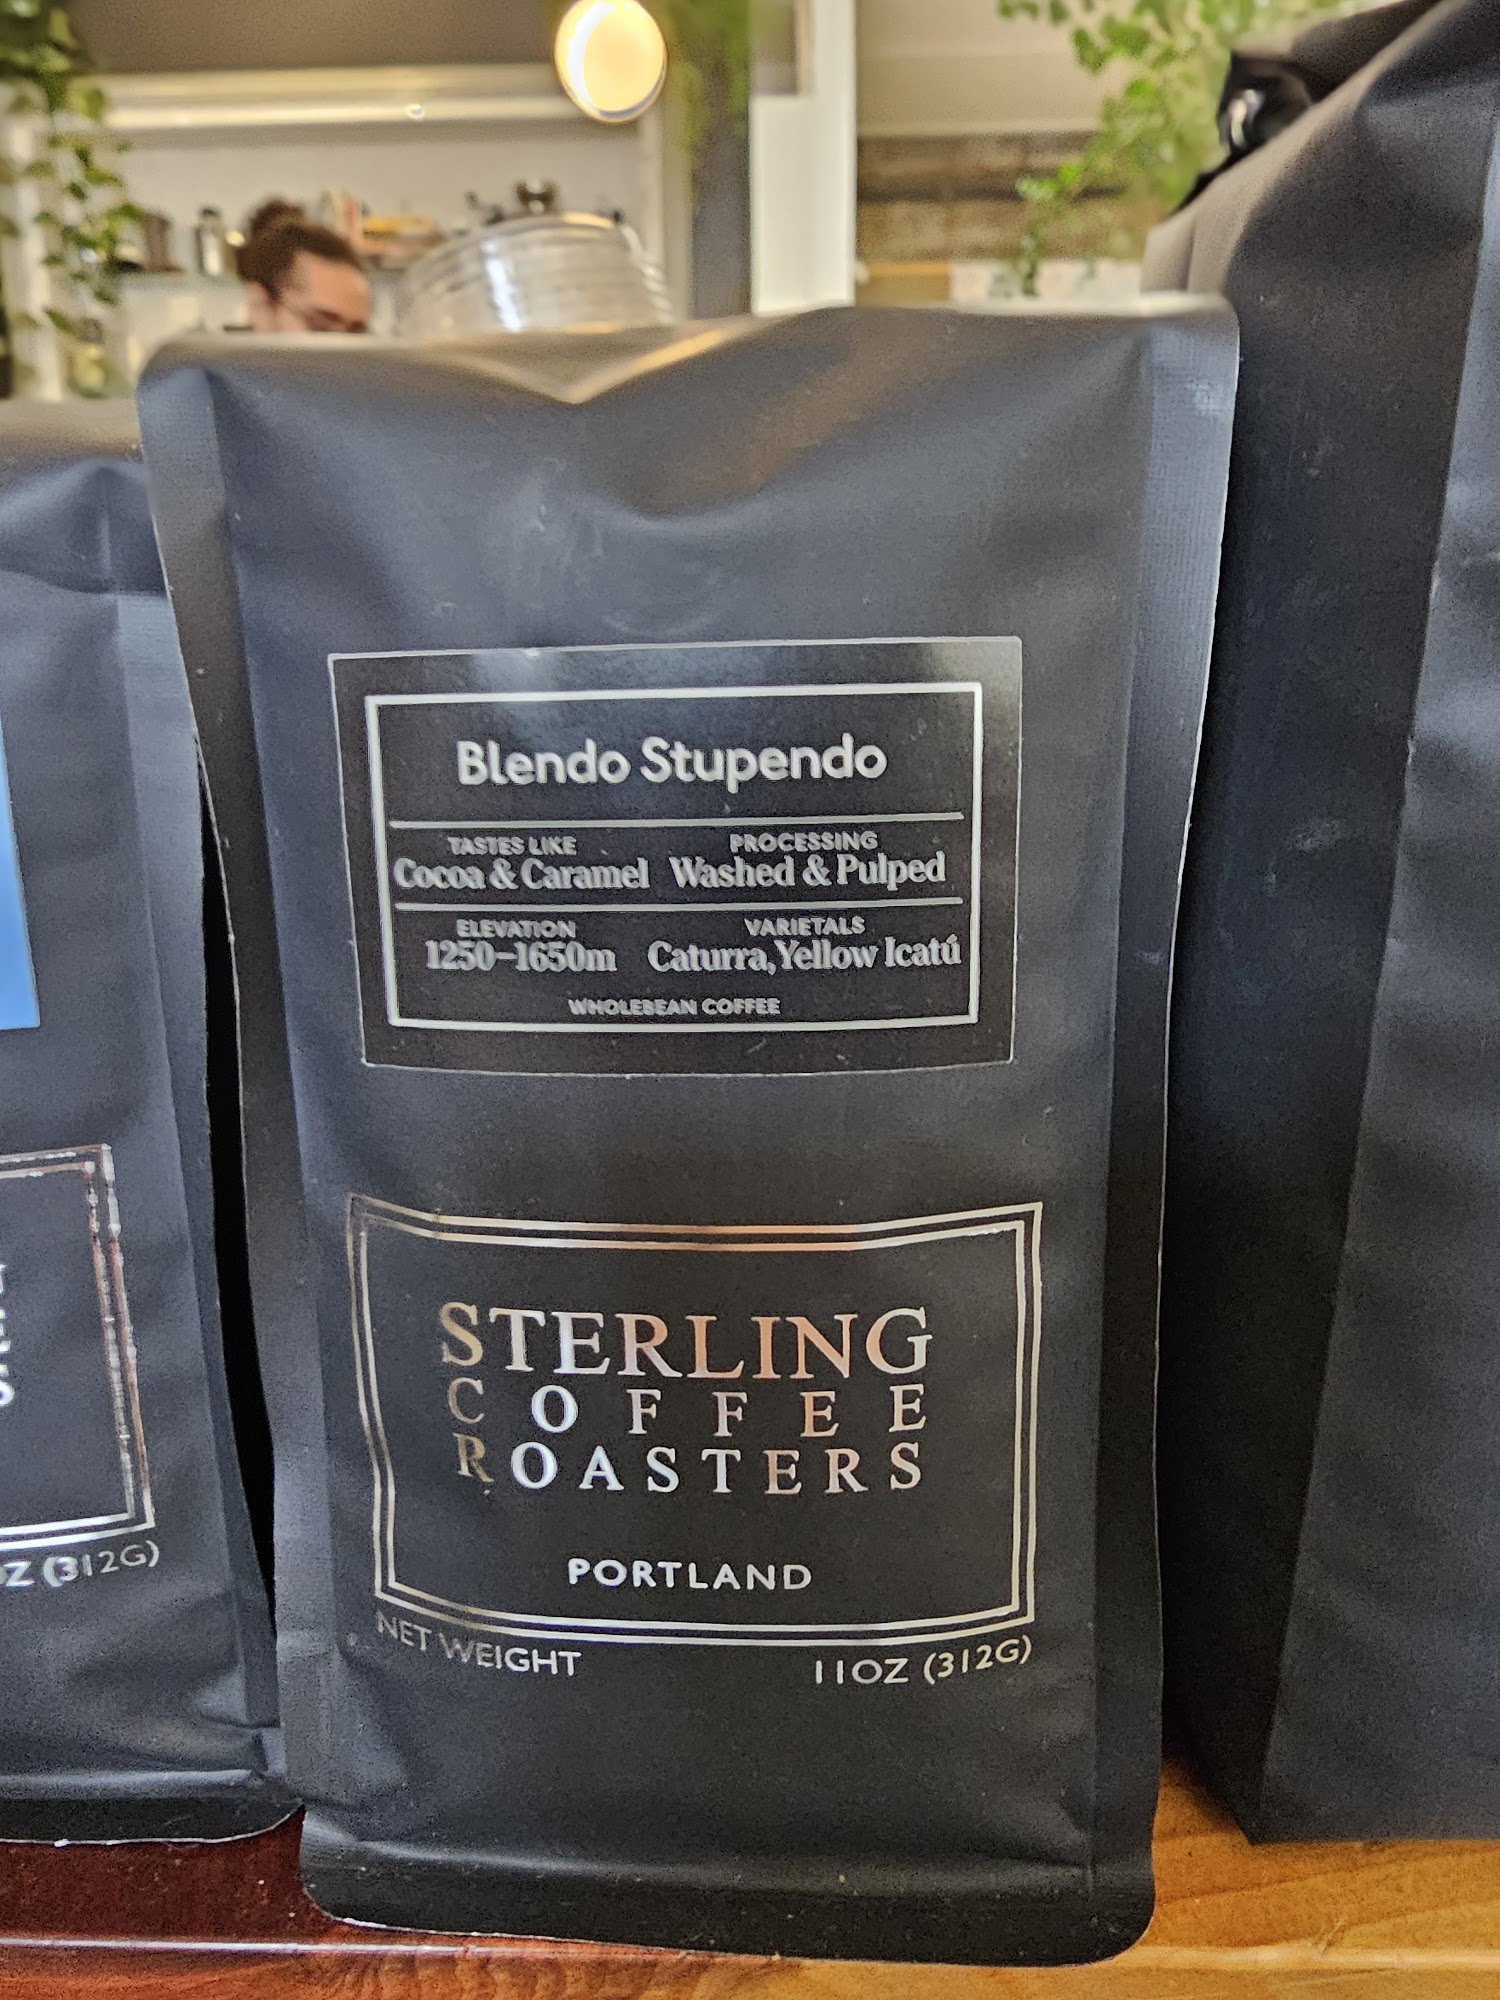 Blendo Stupendo
TASTES LIKE
Cocoa & Caramel
PROCESSING
Washed & Pulped
ELEVATION
1250-1650m
VARIETALS
Caturra, Yellow Icatú
WHOLEBEAN COFFEE
STERLING
COFFEE
ROASTERS
PORTLAND
NET WEIGHT
11OZ (312G)
OZ (312G)